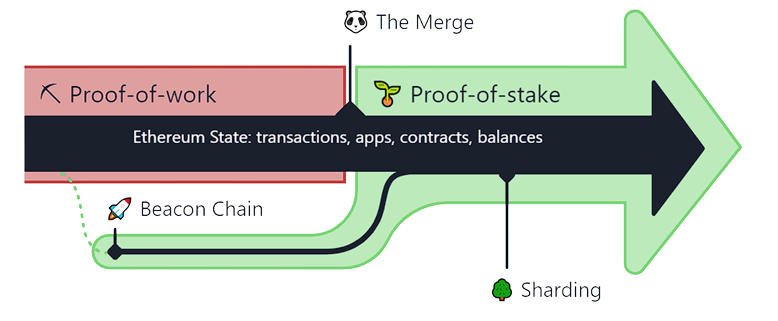 The Merge
Proof-of-work
Proof-of-stake
Ethereum State: transactions, apps, contracts, balances
Beacon Chain
Sharding